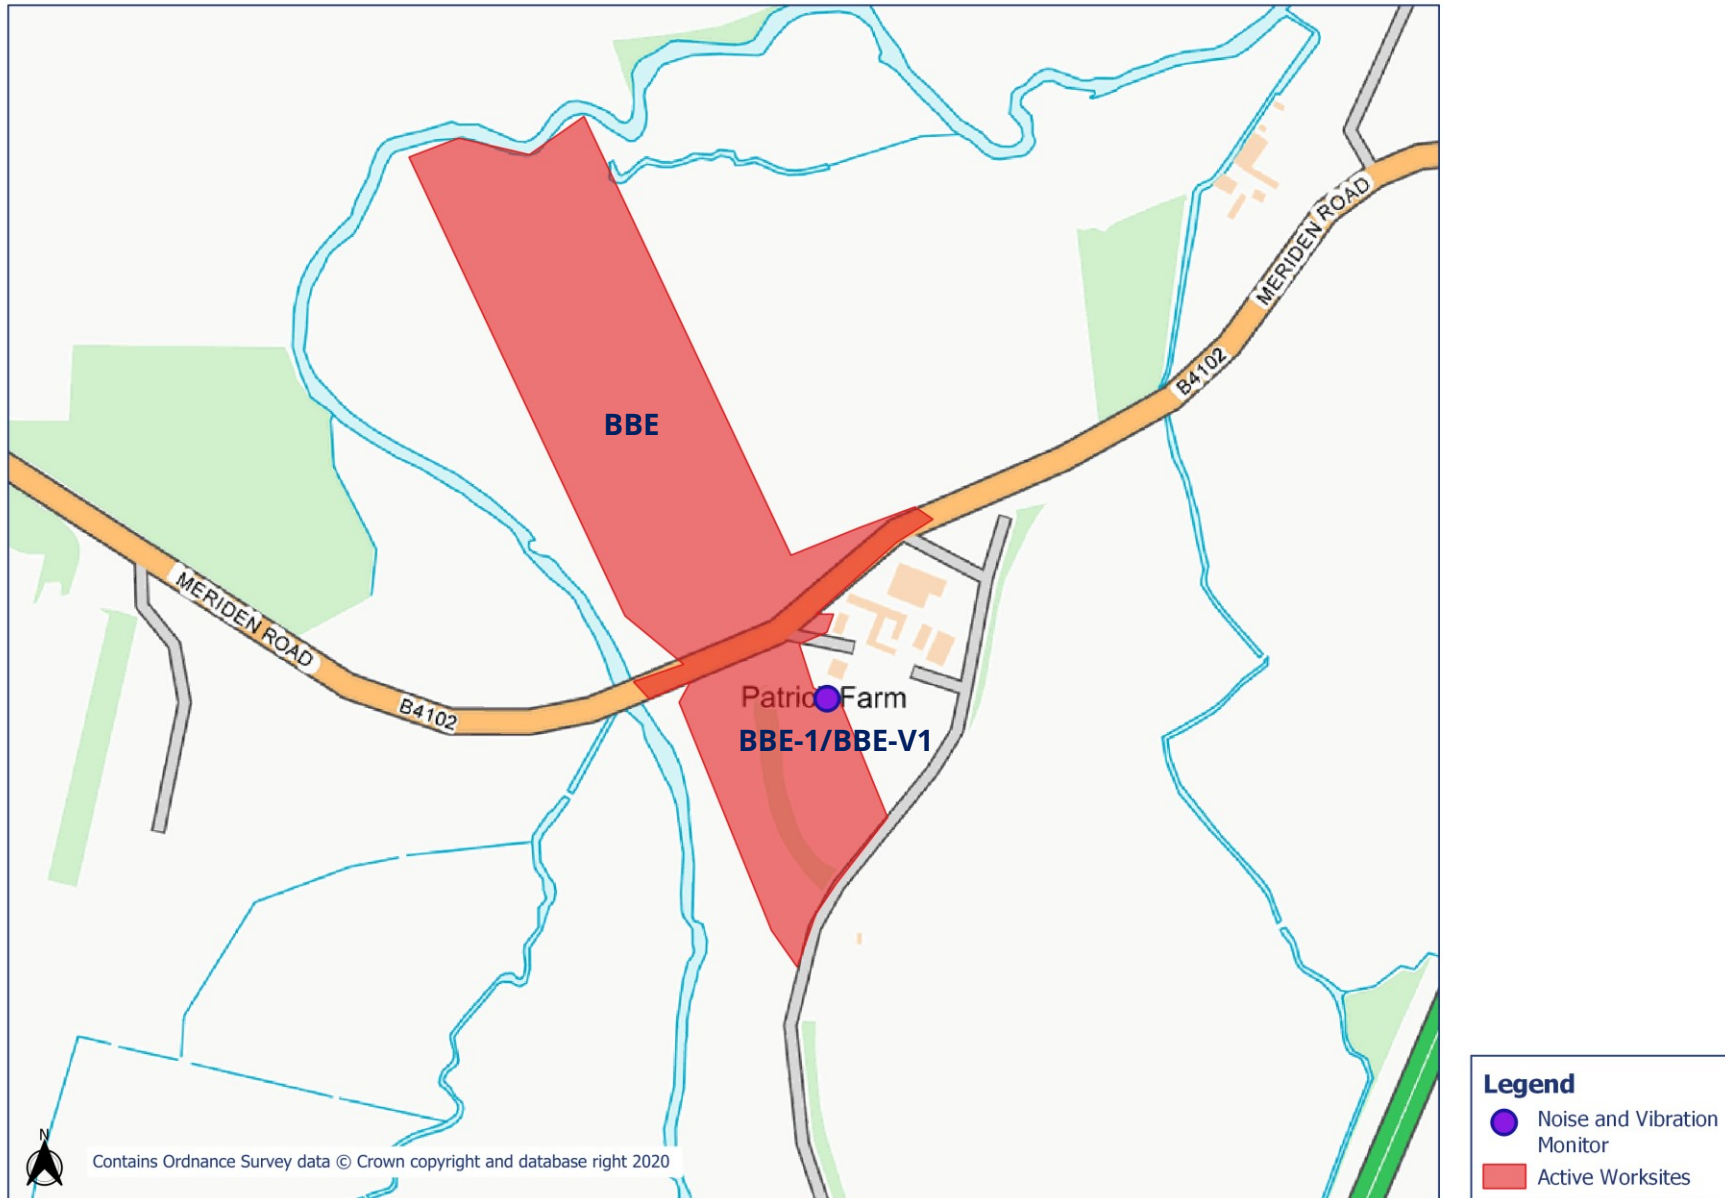 MERIDEN ROAD
B4102
BBE
MERIDEN ROAD
B4102
Patric Farm
BBE-1/BBE-V1
N
Contains Ordnance Survey data © Crown copyright and database right 2020
Legend
Noise and Vibration
Monitor
Active Worksites